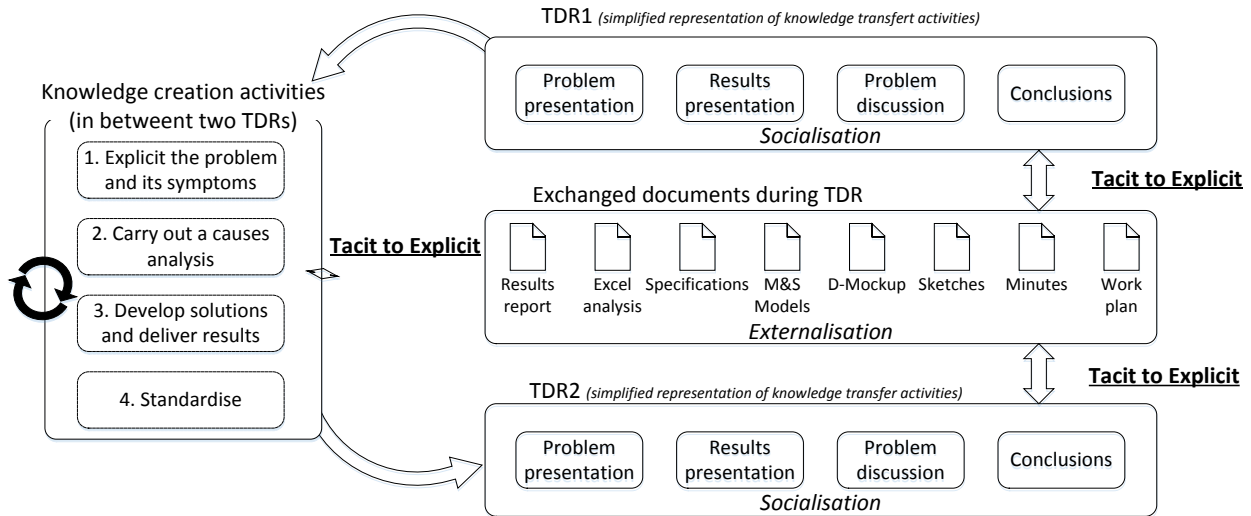 TDR1 (simplified representation of knowledge transfert activities)
Problem
presentation
Results
presentation
Problem
discussion
Conclusions
Socialisation
Knowledge creation activities
(in betweent two TDRs)
1. Explicit the problem
and its symptoms
2. Carry out a causes
analysis
3. Develop solutions
and deliver results
4. Standardise
Tacit to Explicit
Tacit to Explicit
Exchanged documents during TDR
Results
report
Excel
analysis
Specifications
M&S
Models
D-Mockup
Sketches
Minutes
Work
plan
Externalisation
Tacit to Explicit
TDR2 (simplified representation of knowledge transfer activities)
Problem
presentation
Results
presentation
Problem
discussion
Conclusions
Socialisation